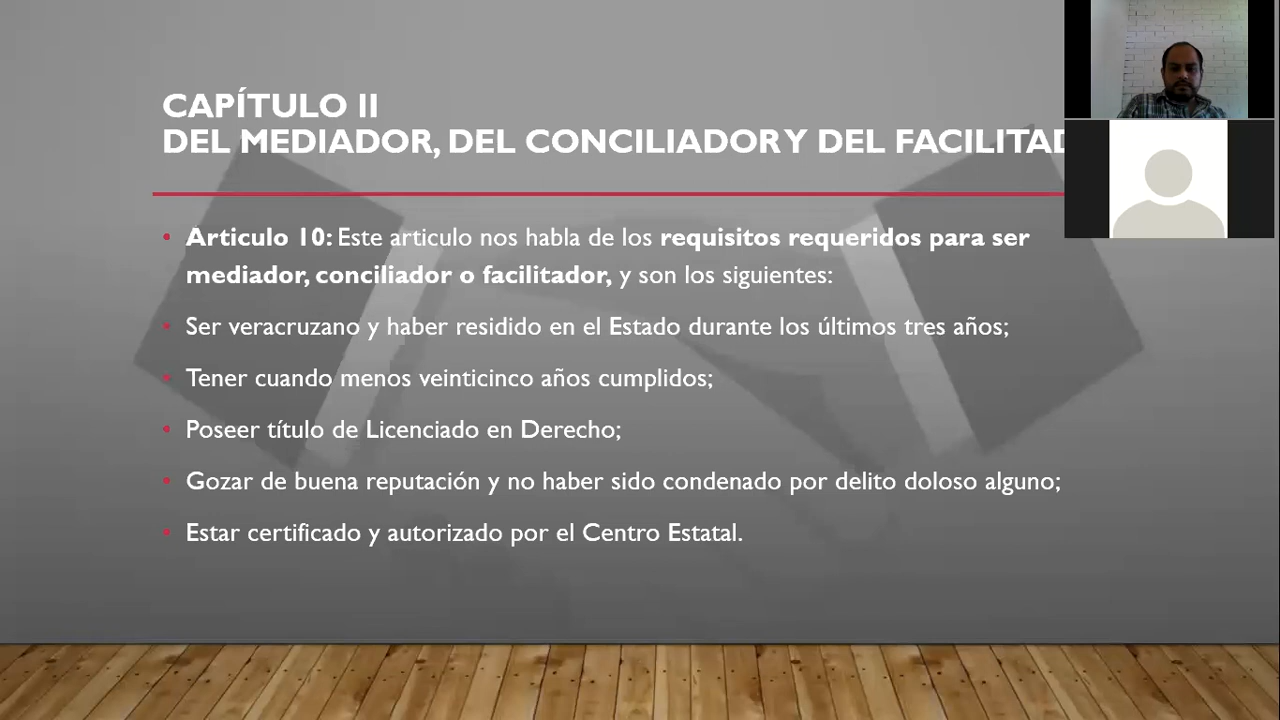 CAPÍTULO II
DEL MEDIADOR, DEL CONCILIADOR Y DEL
• Articulo 10: Este articulo nos habla de los requisitos requeridos para ser
mediador, conciliador o facilitador, y son los siguientes:
• Ser veracruzano y haber residido en el Estado durante los últimos tres años;
• Tener cuando menos veinticinco años cumplidos;
• Poseer título de Licenciado en Derecho;
• Gozar de buena reputación y no haber sido condenado por delito doloso alguno;
• Estar certificado y autorizado por el Centro Estatal.